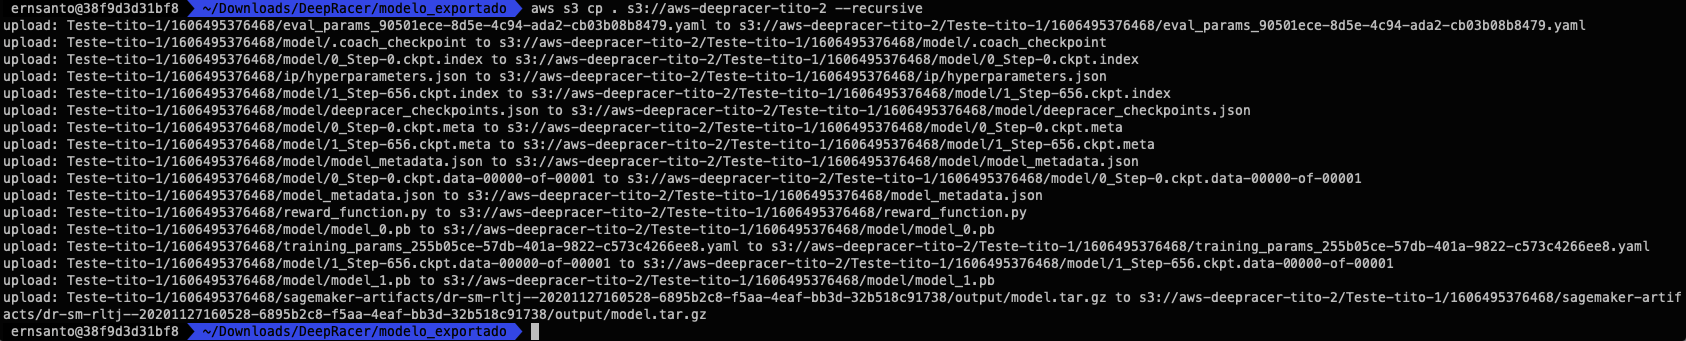 ernsanto@38f9d3d31bf8 ~/Downloads/DeepRacer/modelo_exportado aws s3 cp . s3://aws-deepracer-tito-2 --recursive
upload: Teste-tito-1/1606495376468/eval_params_90501ece-8d5e-4c94-ada2-cb03b08b8479.yaml to s3://aws-deepracer-tito-2/Teste-tito-1/1606495376468/eval_params_90501ece-8d5e-4c94-ada2-cb03b08b8479.yaml
upload: Teste-tito-1/1606495376468/model/.coach_checkpoint to s3://aws-deepracer-tito-2/Teste-tito-1/1606495376468/model/.coach_checkpoint
upload: Teste-tito-1/1606495376468/model/0_Step-0.ckpt.index to s3://aws-deepracer-tito-2/Teste-tito-1/1606495376468/model/0_Step-0.ckpt.index
upload: Teste-tito-1/1606495376468/ip/hyperparameters.json to s3://aws-deepracer-tito-2/Teste-tito-1/1606495376468/ip/hyperparameters.json
upload: Teste-tito-1/1606495376468/model/1_Step-656.ckpt.index to s3://aws-deepracer-tito-2/Teste-tito-1/1606495376468/model/1_Step-656.ckpt.index
upload: Teste-tito-1/1606495376468/model/deepracer_checkpoints.json to s3://aws-deepracer-tito-2/Teste-tito-1/1606495376468/model/deepracer_checkpoints.json
upload: Teste-tito-1/1606495376468/model/0_Step-0.ckpt.meta to s3://aws-deepracer-tito-2/Teste-tito-1/1606495376468/model/0_Step-0.ckpt.meta
upload: Teste-tito-1/1606495376468/model/1_Step-656.ckpt.meta to s3://aws-deepracer-tito-2/Teste-tito-1/1606495376468/model/1_Step-656.ckpt.meta
upload: Teste-tito-1/1606495376468/model/model_metadata.json to s3://aws-deepracer-tito-2/Teste-tito-1/1606495376468/model/model_metadata.json
upload: Teste-tito-1/1606495376468/model/0_Step-0.ckpt.data-00000-of-00001 to s3://aws-deepracer-tito-2/Teste-tito-1/1606495376468/model/0_Step-0.ckpt.data-00000-of-00001
upload: Teste-tito-1/1606495376468/model_metadata.json to s3://aws-deepracer-tito-2/Teste-tito-1/1606495376468/model_metadata.json
upload: Teste-tito-1/1606495376468/reward_function.py to s3://aws-deepracer-tito-2/Teste-tito-1/1606495376468/reward_function.py
upload: Teste-tito-1/1606495376468/model/model_0.pb to s3://aws-deepracer-tito-2/Teste-tito-1/1606495376468/model/model_0.pb
upload: Teste-tito-1/1606495376468/training_params_255b05ce-57db-401a-9822-c573c4266ee8.yaml to s3://aws-deepracer-tito-2/Teste-tito-1/1606495376468/training_params_255b05ce-57db-401a-9822-c573c4266ee8.yaml
upload: Teste-tito-1/1606495376468/model/1_Step-656.ckpt.data-00000-of-00001 to s3://aws-deepracer-tito-2/Teste-tito-1/1606495376468/model/1_Step-656.ckpt.data-00000-of-00001
upload: Teste-tito-1/1606495376468/model/model_1.pb to s3://aws-deepracer-tito-2/Teste-tito-1/1606495376468/model/model_1.pb
upload: Teste-tito-1/1606495376468/sagemaker-artifacts/dr-sm-rltj--20201127160528-6895b2c8-f5aa-4eaf-bb3d-32b518c91738/output/model.tar.gz to s3://aws-deepracer-tito-2/Teste-tito-1/1606495376468/sagemaker-artif
acts/dr-sm-rltj--20201127160528-6895b2c8-f5aa-4eaf-bb3d-32b518c91738/output/model.tar.gz
ernsanto@38f9d3d31bf8 ~/Downloads/DeepRacer/modelo_exportado